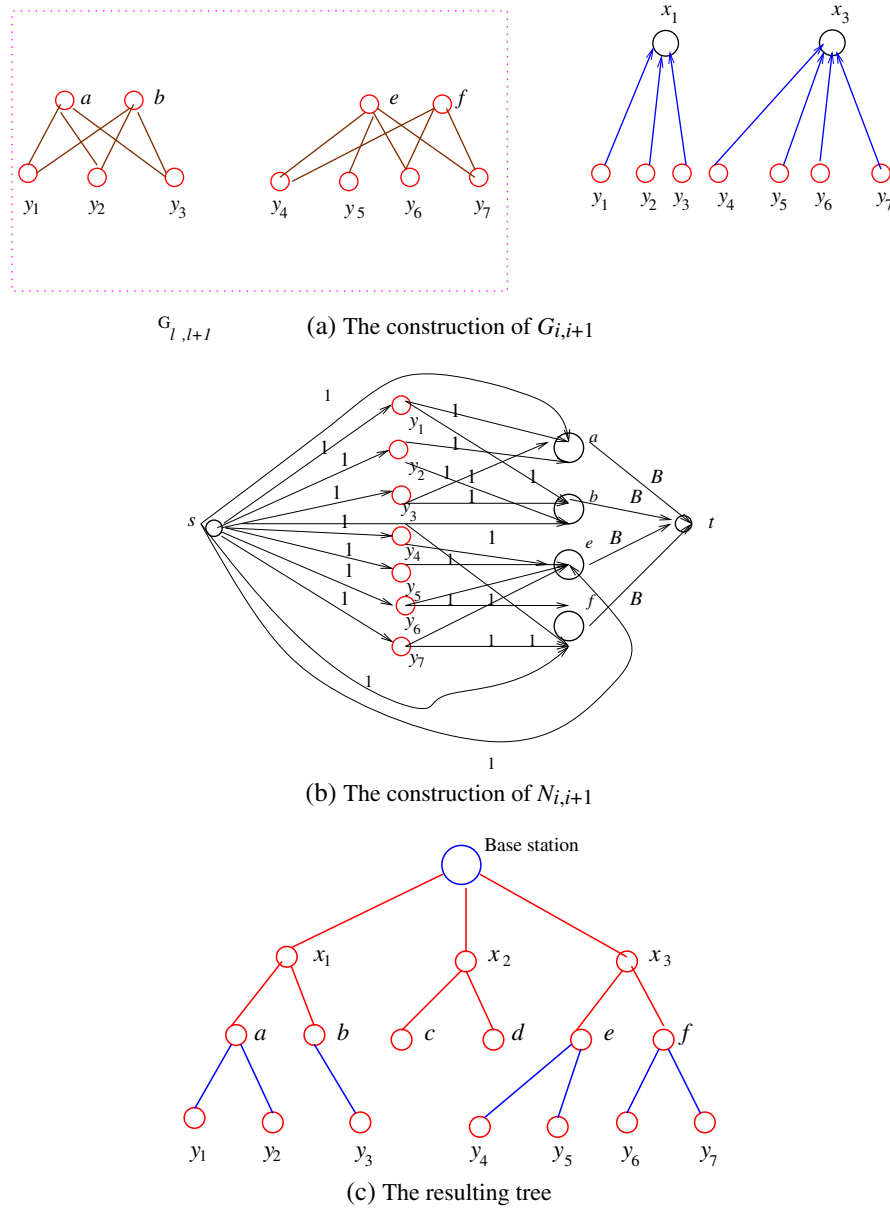 x1 x3
a b e f
y1 y2 y3 y4 y5 y6 y7
y1 y2 y3 y4 y5 y6 y7
G l ,l+1
(a) The construction of Gi,i+1
1
1 y1 1 a
1 y2 1 1 1 1 B
1 y3 1 b B
s 1 t
1 y4 1 e B
1 y5 1 f
1 y6 1 1 B
1 y7 1 1
1
1
(b) The construction of Ni,i+1
Base station
x1 x2 x3
a b c d e f
y1 y2 y3 y4 y5 y6 y7
(c) The resulting tree